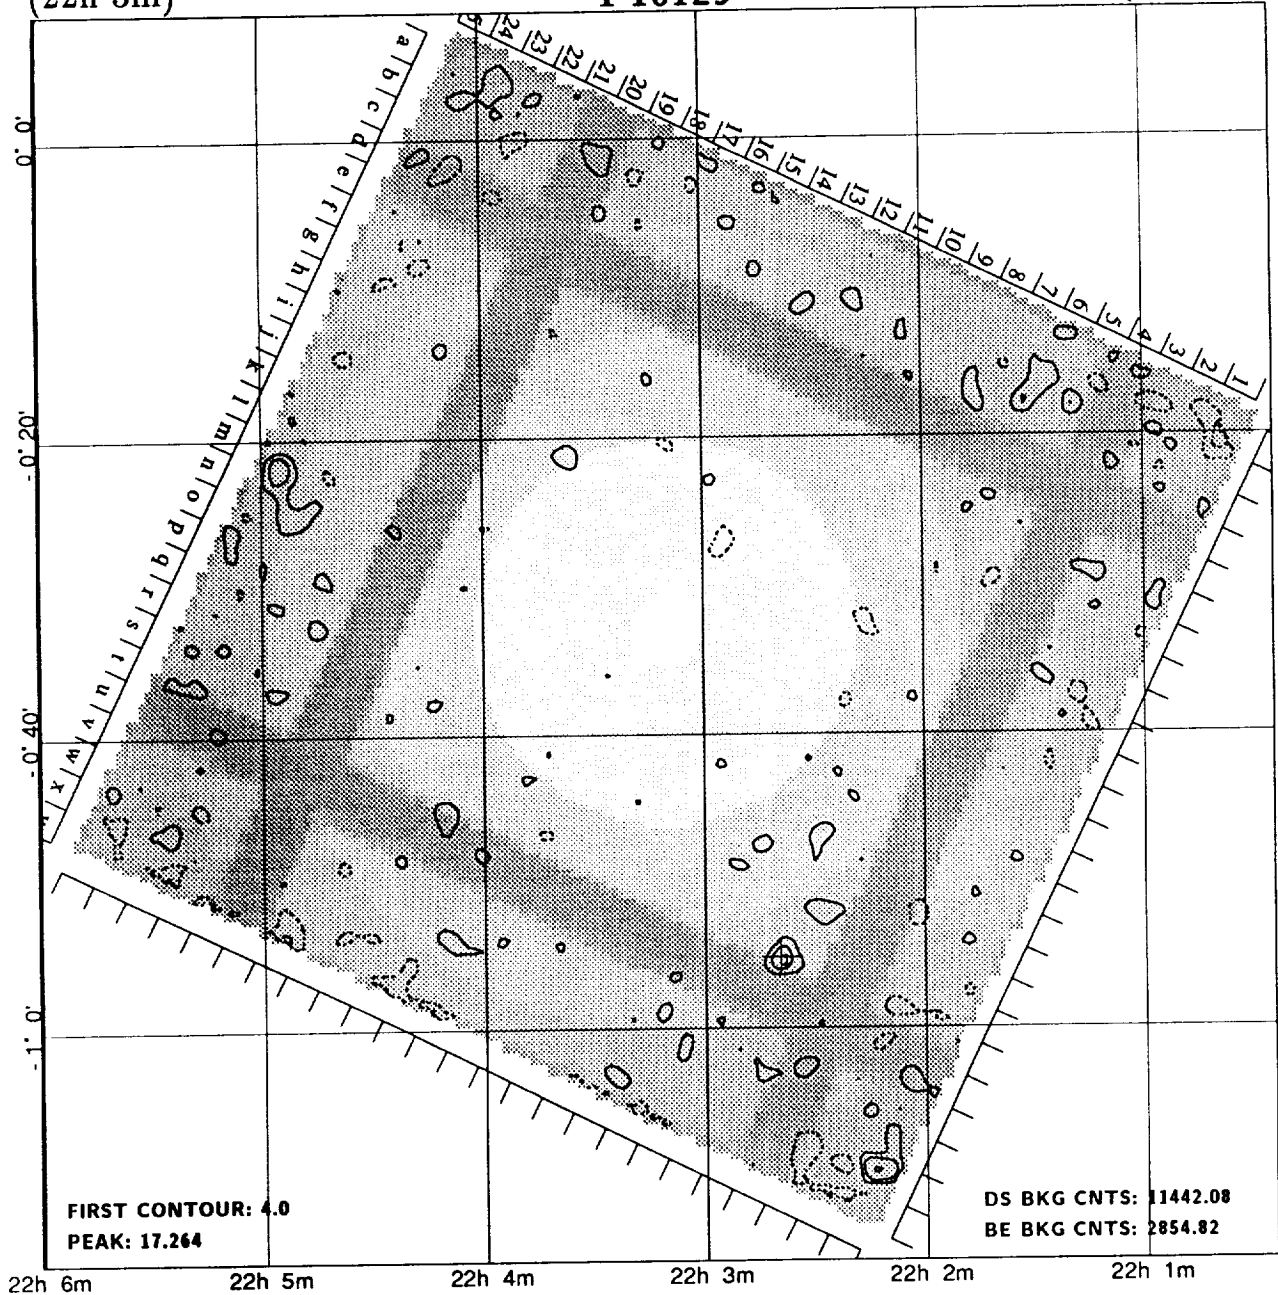 (22h 3m)
24 23 22 21 20 19 18 17 16 15 14 13 12 11 10 9 8 7 6 5 4 3 2 1
a b c d e f g h i j k l m n o p q r s t u v w x
0° 0'
- 0° 20'
- 0° 40'
-1° 0'
FIRST CONTOUR: 4.0
PEAK: 17.264
DS BKG CNTS: 11442.08
BE BKG CNTS: 2854.82
22h 6m 22h 5m 22h 4m 22h 3m 22h 2m 22h 1m